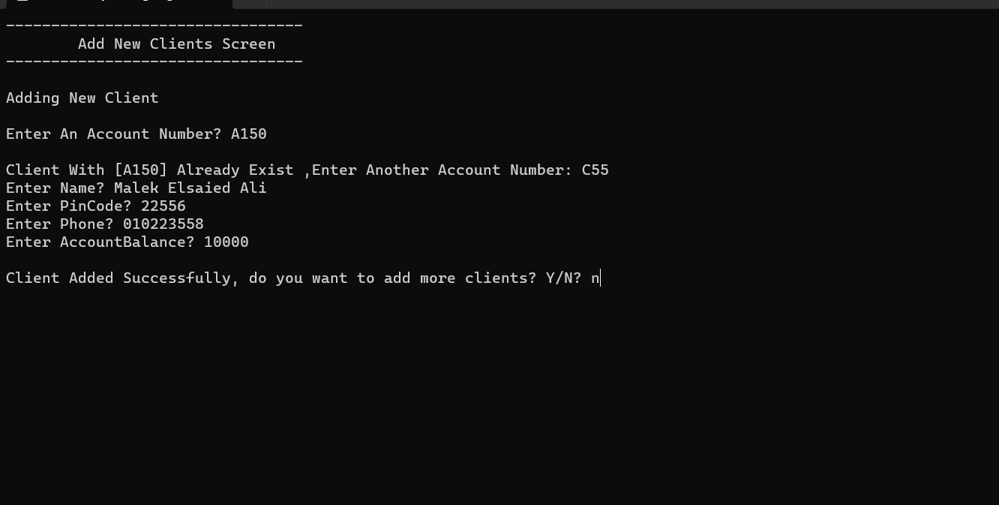 ---------------------------------
Add New Clients Screen
---------------------------------
Adding New Client
Enter An Account Number? A150
Client With [A150] Already Exist ,Enter Another Account Number: C55
Enter Name? Malek Elsaied Ali
Enter PinCode? 22556
Enter Phone? 010223558
Enter AccountBalance? 10000
Client Added Successfully, do you want to add more clients? Y/N? n